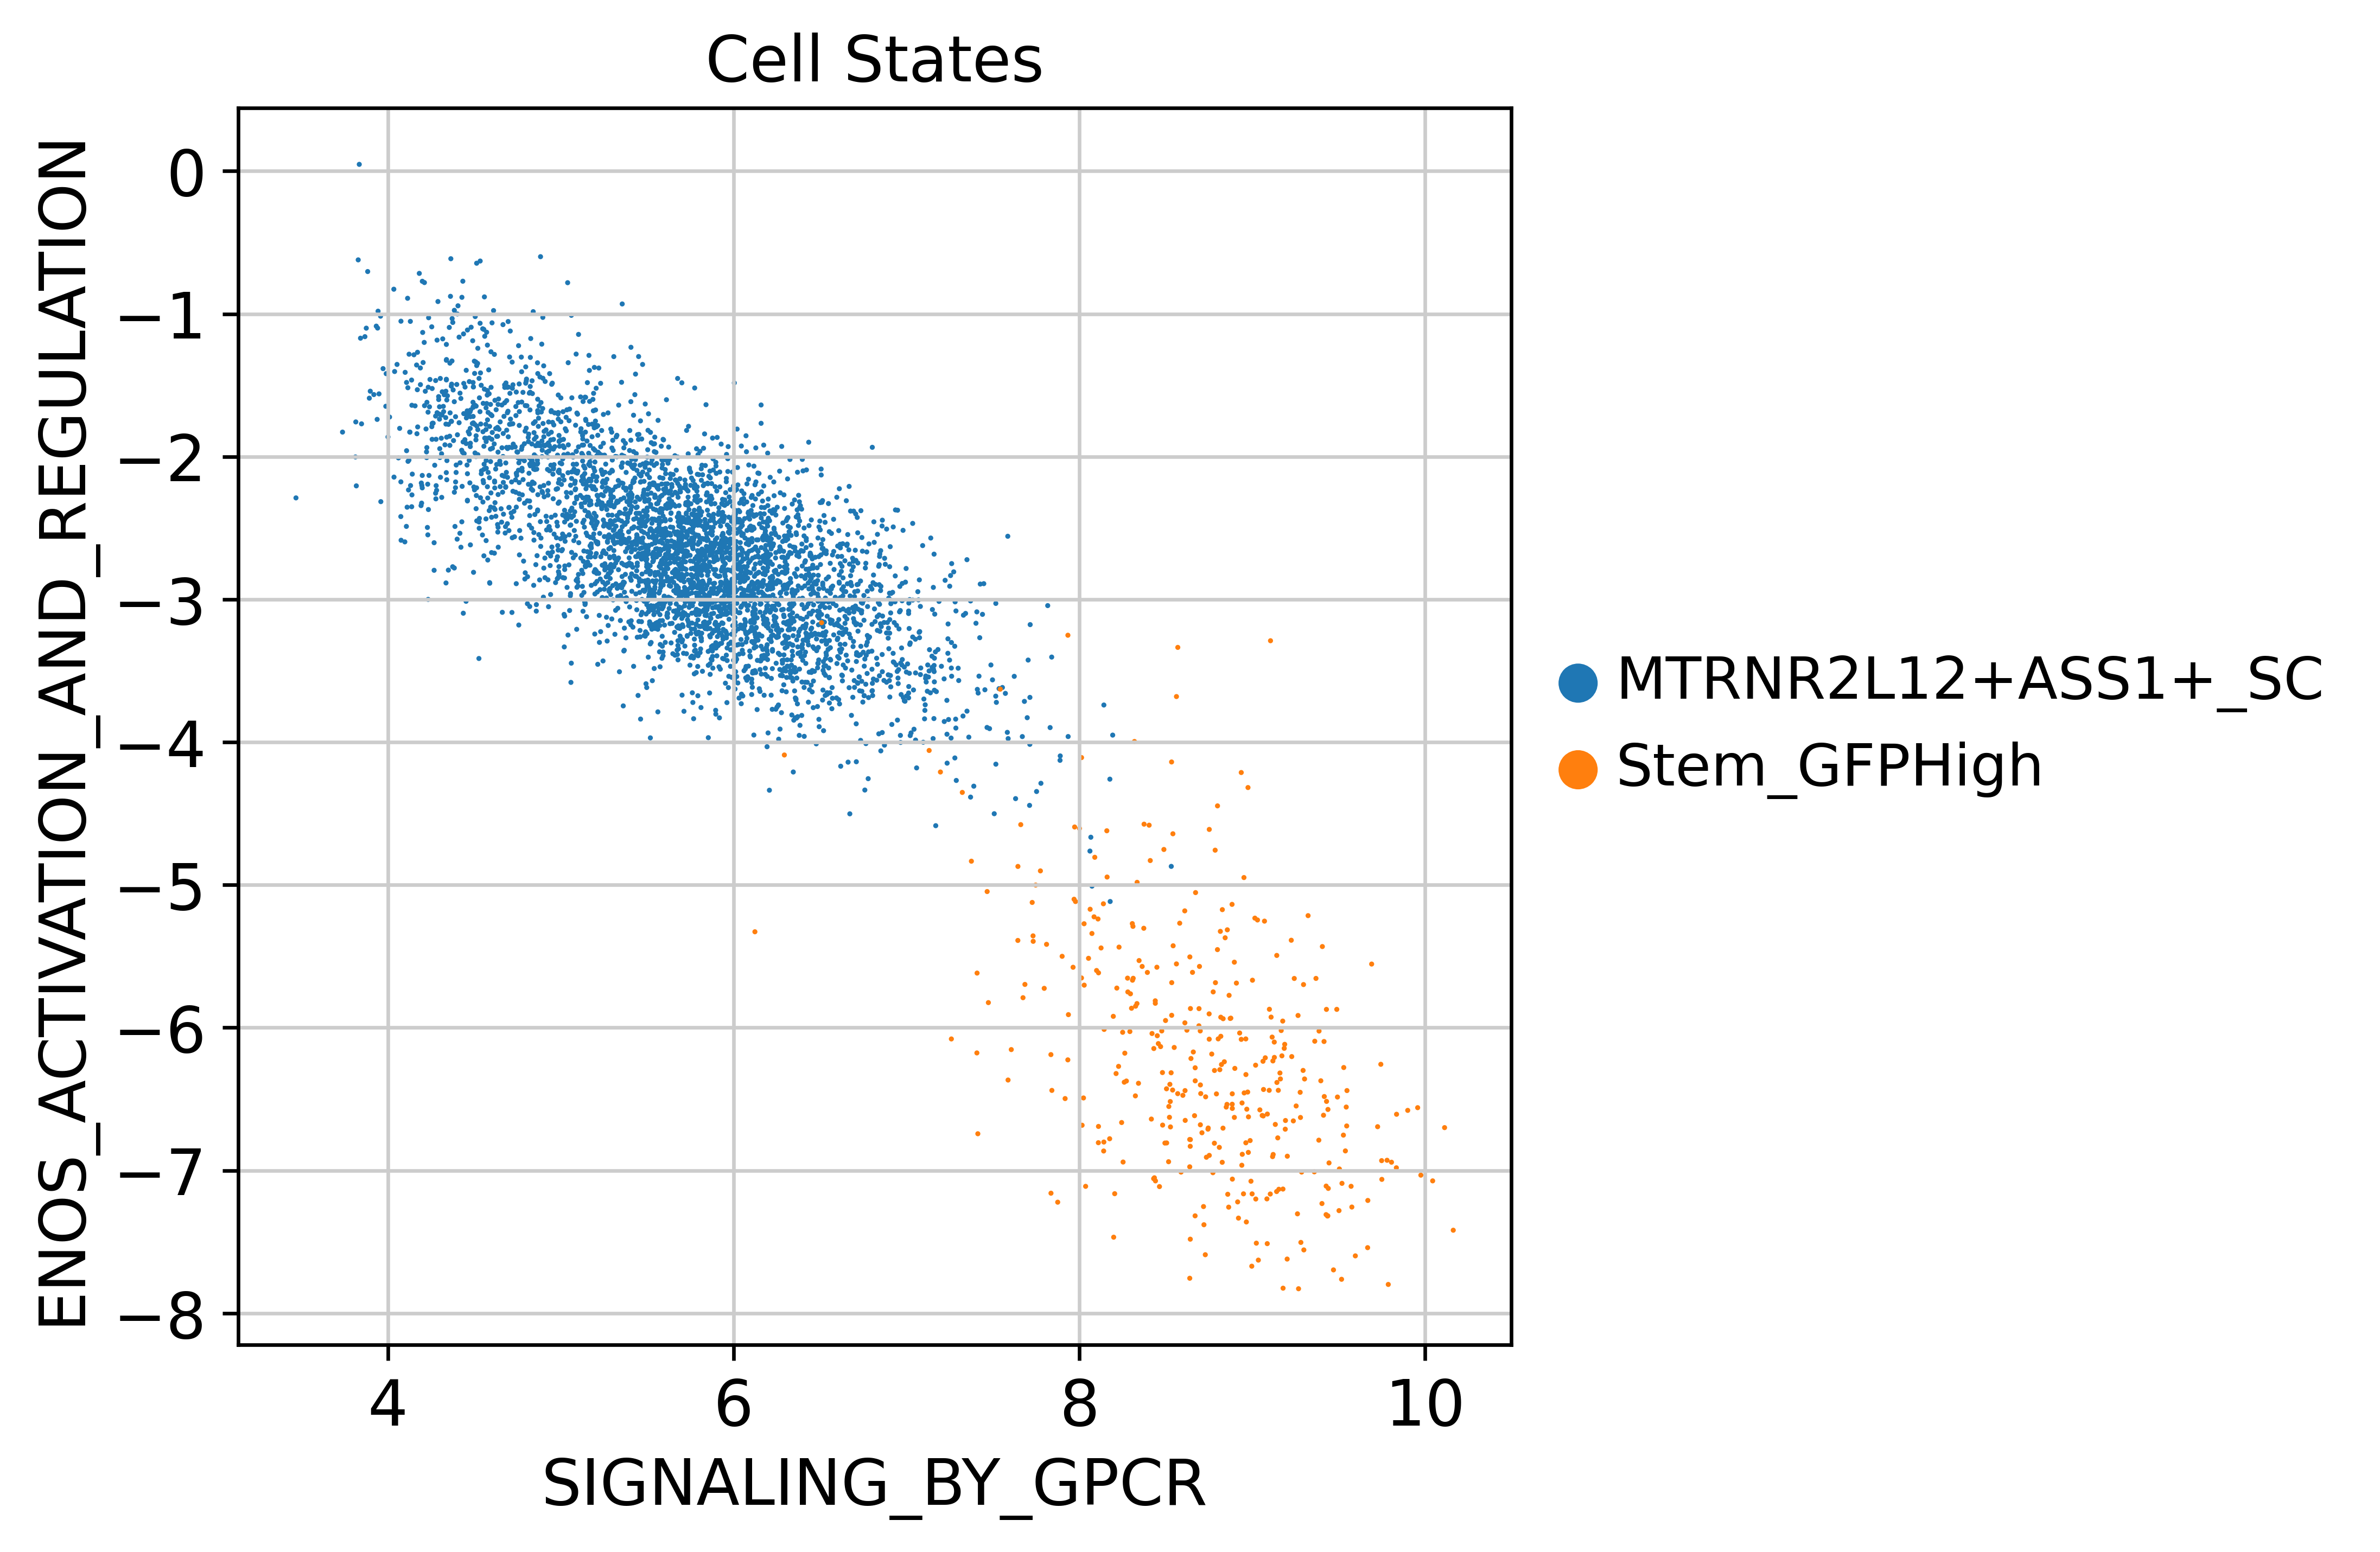 Cell States
ENOS_ACTIVATION_AND_REGULATION
0
−1
−2
−3
−4
−5
−6
−7
−8
4 6 8 10
SIGNALING_BY_GPCR
MTRNR2L12+ASS1+_SC
Stem_GFPHigh